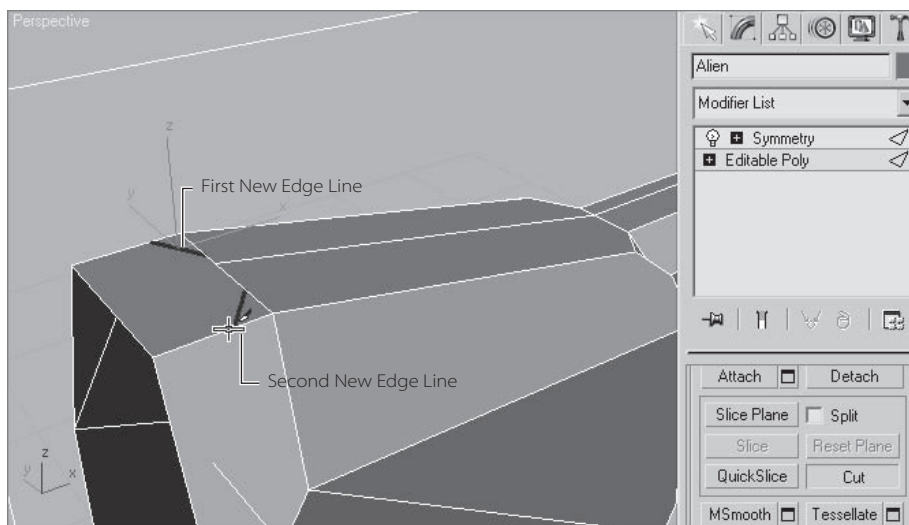 Perspective
z
y
x
First New Edge Line
Second New Edge Line
z
y
x
Alien
Modifier List
Symmetry
Editable Poly
Attach
Detach
Slice Plane
Split
Slice
Reset Plane
QuickSlice
Cut
MSmooth
Tessellate